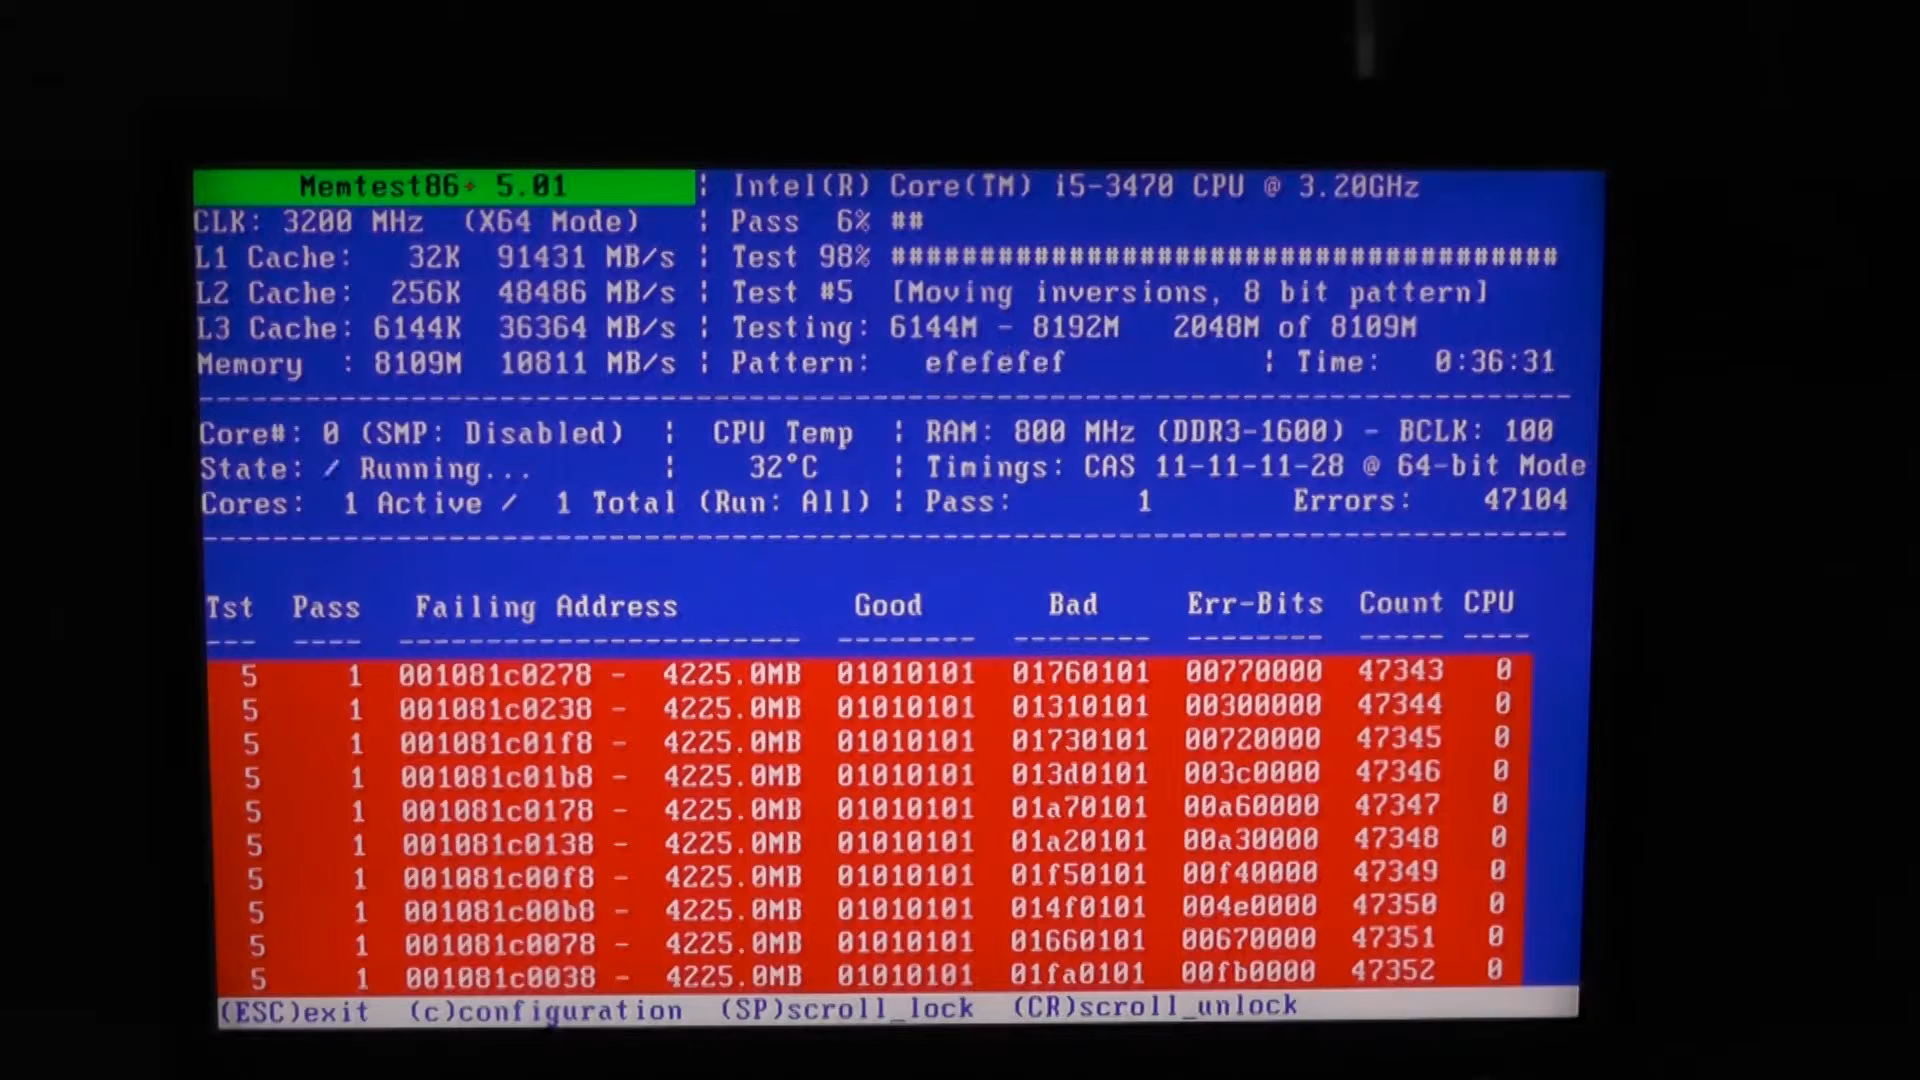 Memtest86+ 5.01 | Intel(R) Core(TM) i5-3470 CPU @ 3.20GHz
CLK: 3200 MHz (X64 Mode) | Pass 6% ##
L1 Cache: 32K 91431 MB/s | Test 98% ######################################
L2 Cache: 256K 48486 MB/s | Test #5 [Moving inversions, 8 bit pattern]
L3 Cache: 6144K 36364 MB/s | Testing: 6144M - 8192M 2048M of 8109M
Memory : 8109M 10811 MB/s | Pattern: efefefef | Time: 0:36:31
Core#: 0 (SMP: Disabled) | CPU Temp | RAM: 800 MHz (DDR3-1600) - BCLK: 100
State: / Running... | 32°C | Timings: CAS 11-11-11-28 @ 64-bit Mode
Cores: 1 Active / 1 Total (Run: All) | Pass: 1 Errors: 47104
Tst Pass Failing Address Good Bad Err-Bits Count CPU
5 1 001081c0278 - 4225.0MB 01010101 01760101 00770000 47343 0
5 1 001081c0238 - 4225.0MB 01010101 01310101 00300000 47344 0
5 1 001081c01f8 - 4225.0MB 01010101 01730101 00720000 47345 0
5 1 001081c01b8 - 4225.0MB 01010101 013d0101 003c0000 47346 0
5 1 001081c0178 - 4225.0MB 01010101 01a70101 00a60000 47347 0
5 1 001081c0138 - 4225.0MB 01010101 01a20101 00a30000 47348 0
5 1 001081c00f8 - 4225.0MB 01010101 01f50101 00f40000 47349 0
5 1 001081c00b8 - 4225.0MB 01010101 014f0101 004e0000 47350 0
5 1 001081c0078 - 4225.0MB 01010101 01660101 00670000 47351 0
5 1 001081c0038 - 4225.0MB 01010101 01fa0101 00fb0000 47352 0
(ESC)exit (c)configuration (SP)scroll_lock (CR)scroll_unlock